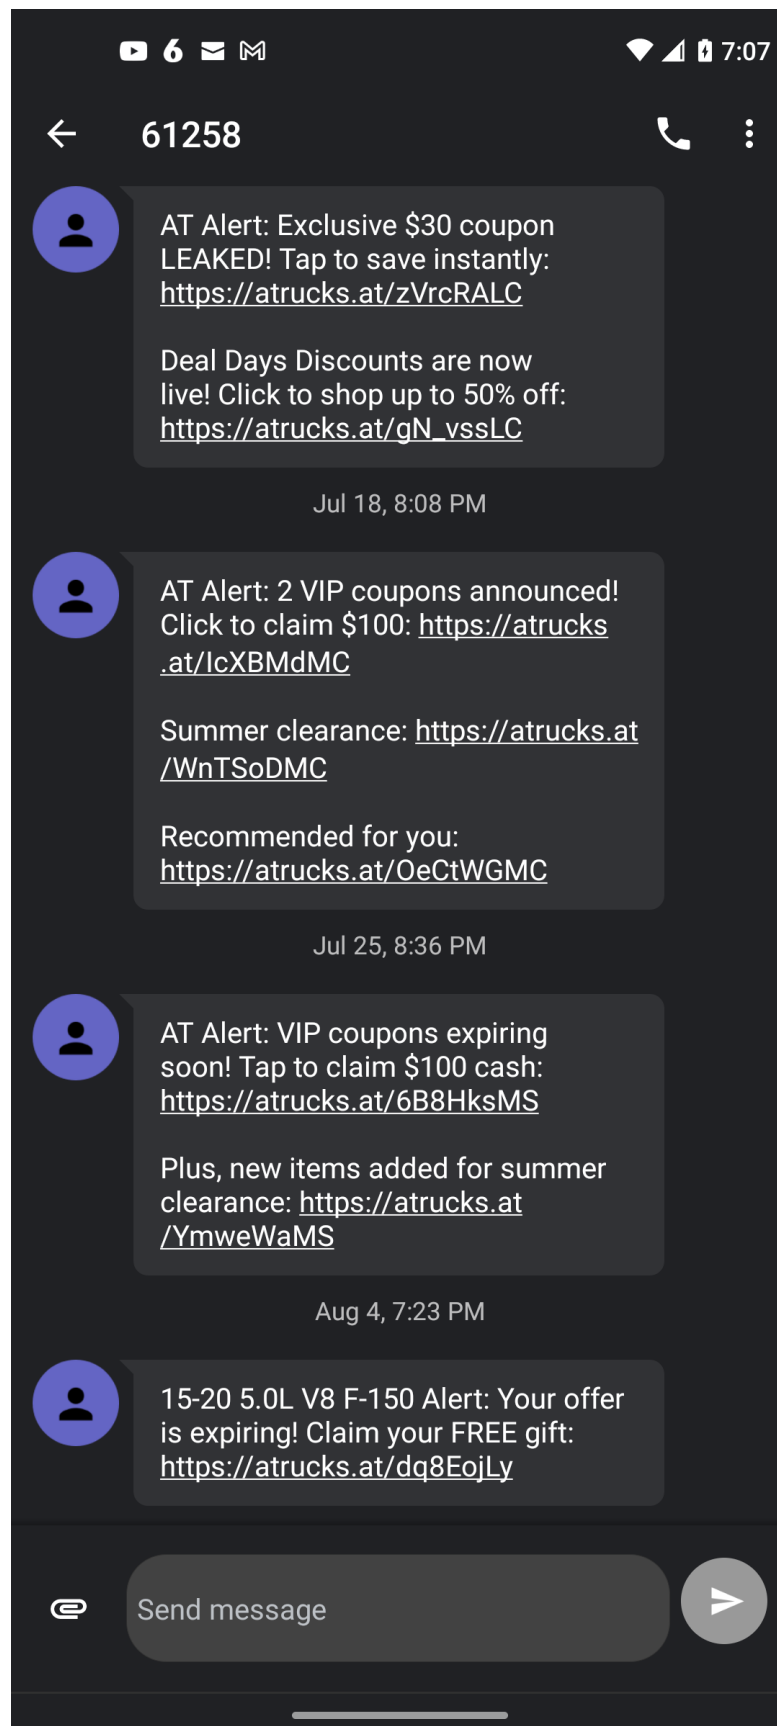 7:07
61258
AT Alert: Exclusive $30 coupon
LEAKED! Tap to save instantly:
https://atrucks.at/zVrcRALC
Deal Days Discounts are now
live! Click to shop up to 50% off:
https://atrucks.at/gN_vssLC
Jul 18, 8:08 PM
AT Alert: 2 VIP coupons announced!
Click to claim $100: https://atrucks
.at/IcXBMdMC
Summer clearance: https://atrucks.at
/WnTSoDMC
Recommended for you:
https://atrucks.at/OeCtWGMC
Jul 25, 8:36 PM
AT Alert: VIP coupons expiring
soon! Tap to claim $100 cash:
https://atrucks.at/6B8HksMS
Plus, new items added for summer
clearance: https://atrucks.at
/YmweWaMS
Aug 4, 7:23 PM
15-20 5.0L V8 F-150 Alert: Your offer
is expiring! Claim your FREE gift:
https://atrucks.at/dq8EojLy
Send message